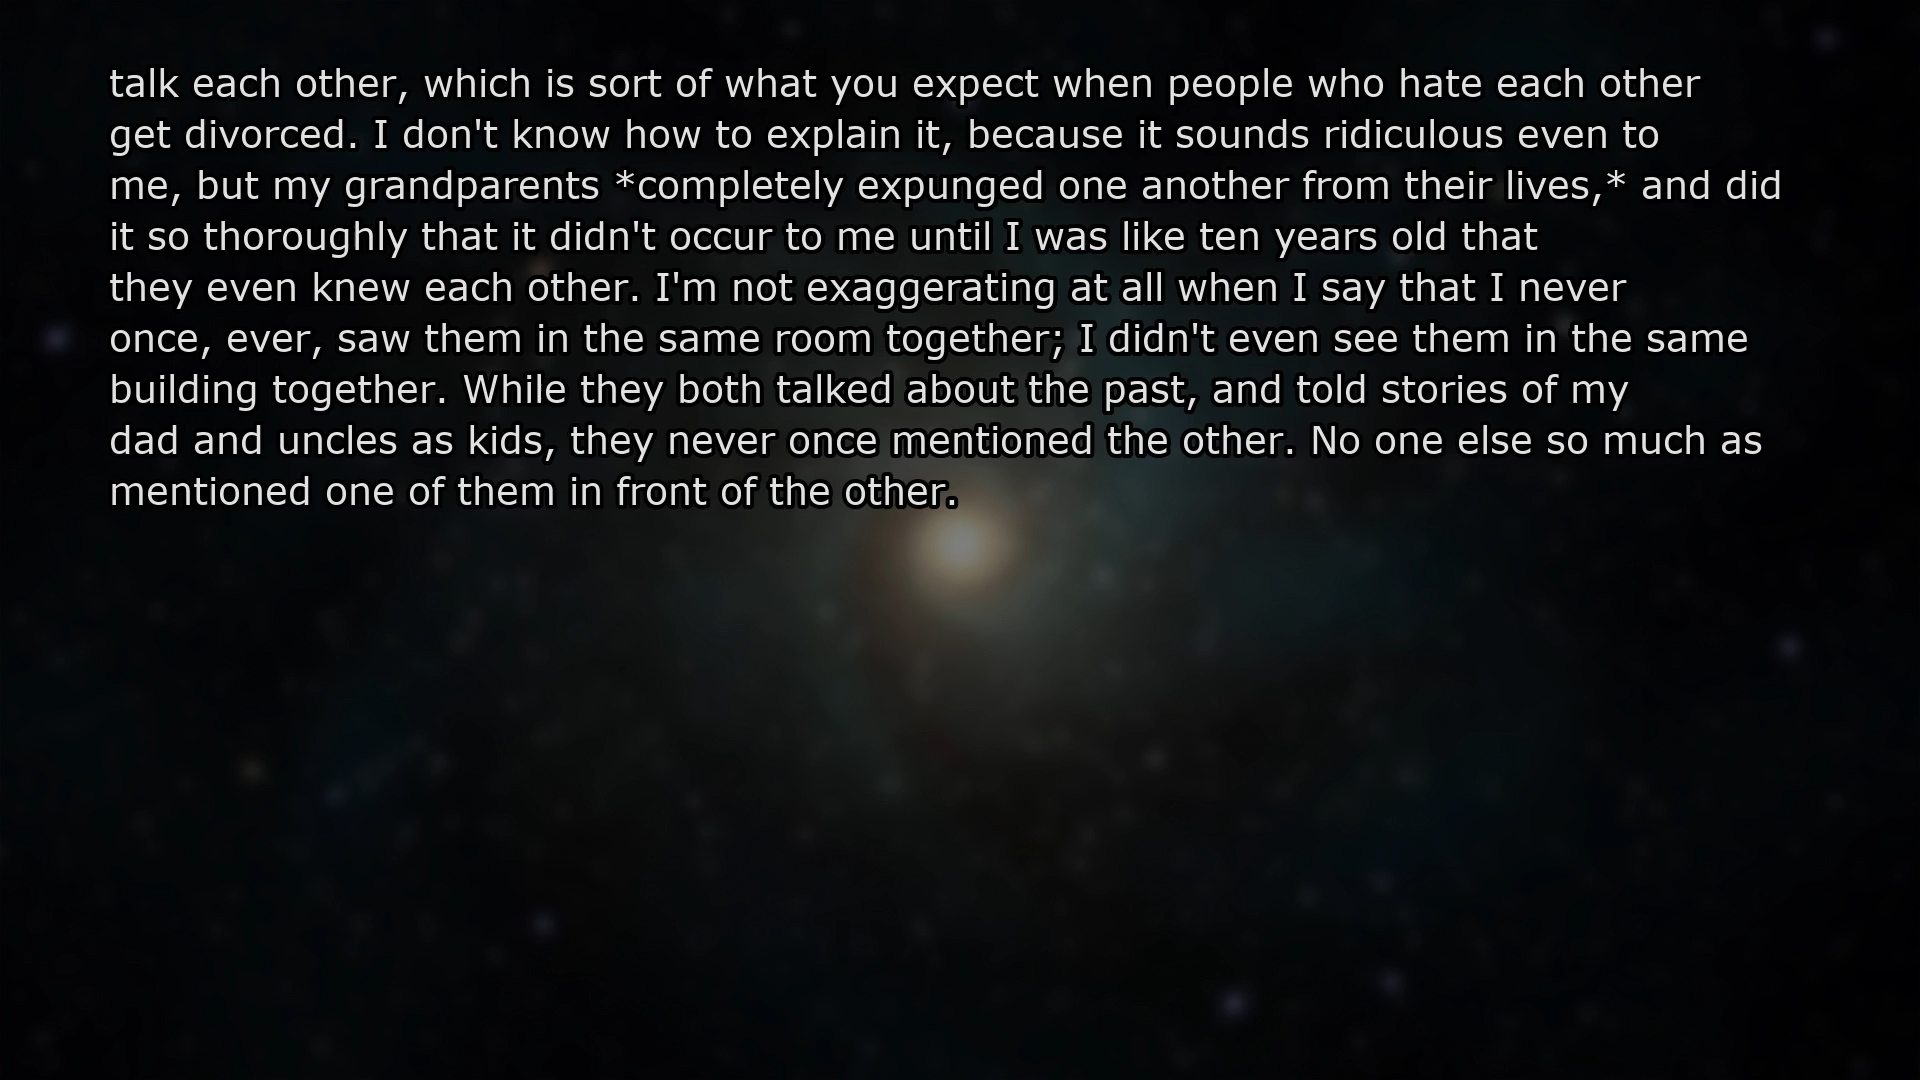 talk each other, which is sort of what you expect when people who hate each other
get divorced. I don't know how to explain it, because it sounds ridiculous even to
me, but my grandparents *completely expunged one another from their lives,* and did
it so thoroughly that it didn't occur to me until I was like ten years old that
they even knew each other. I'm not exaggerating at all when I say that I never
once, ever, saw them in the same room together; I didn't even see them in the same
building together. While they both talked about the past, and told stories of my
dad and uncles as kids, they never once mentioned the other. No one else so much as
mentioned one of them in front of the other.